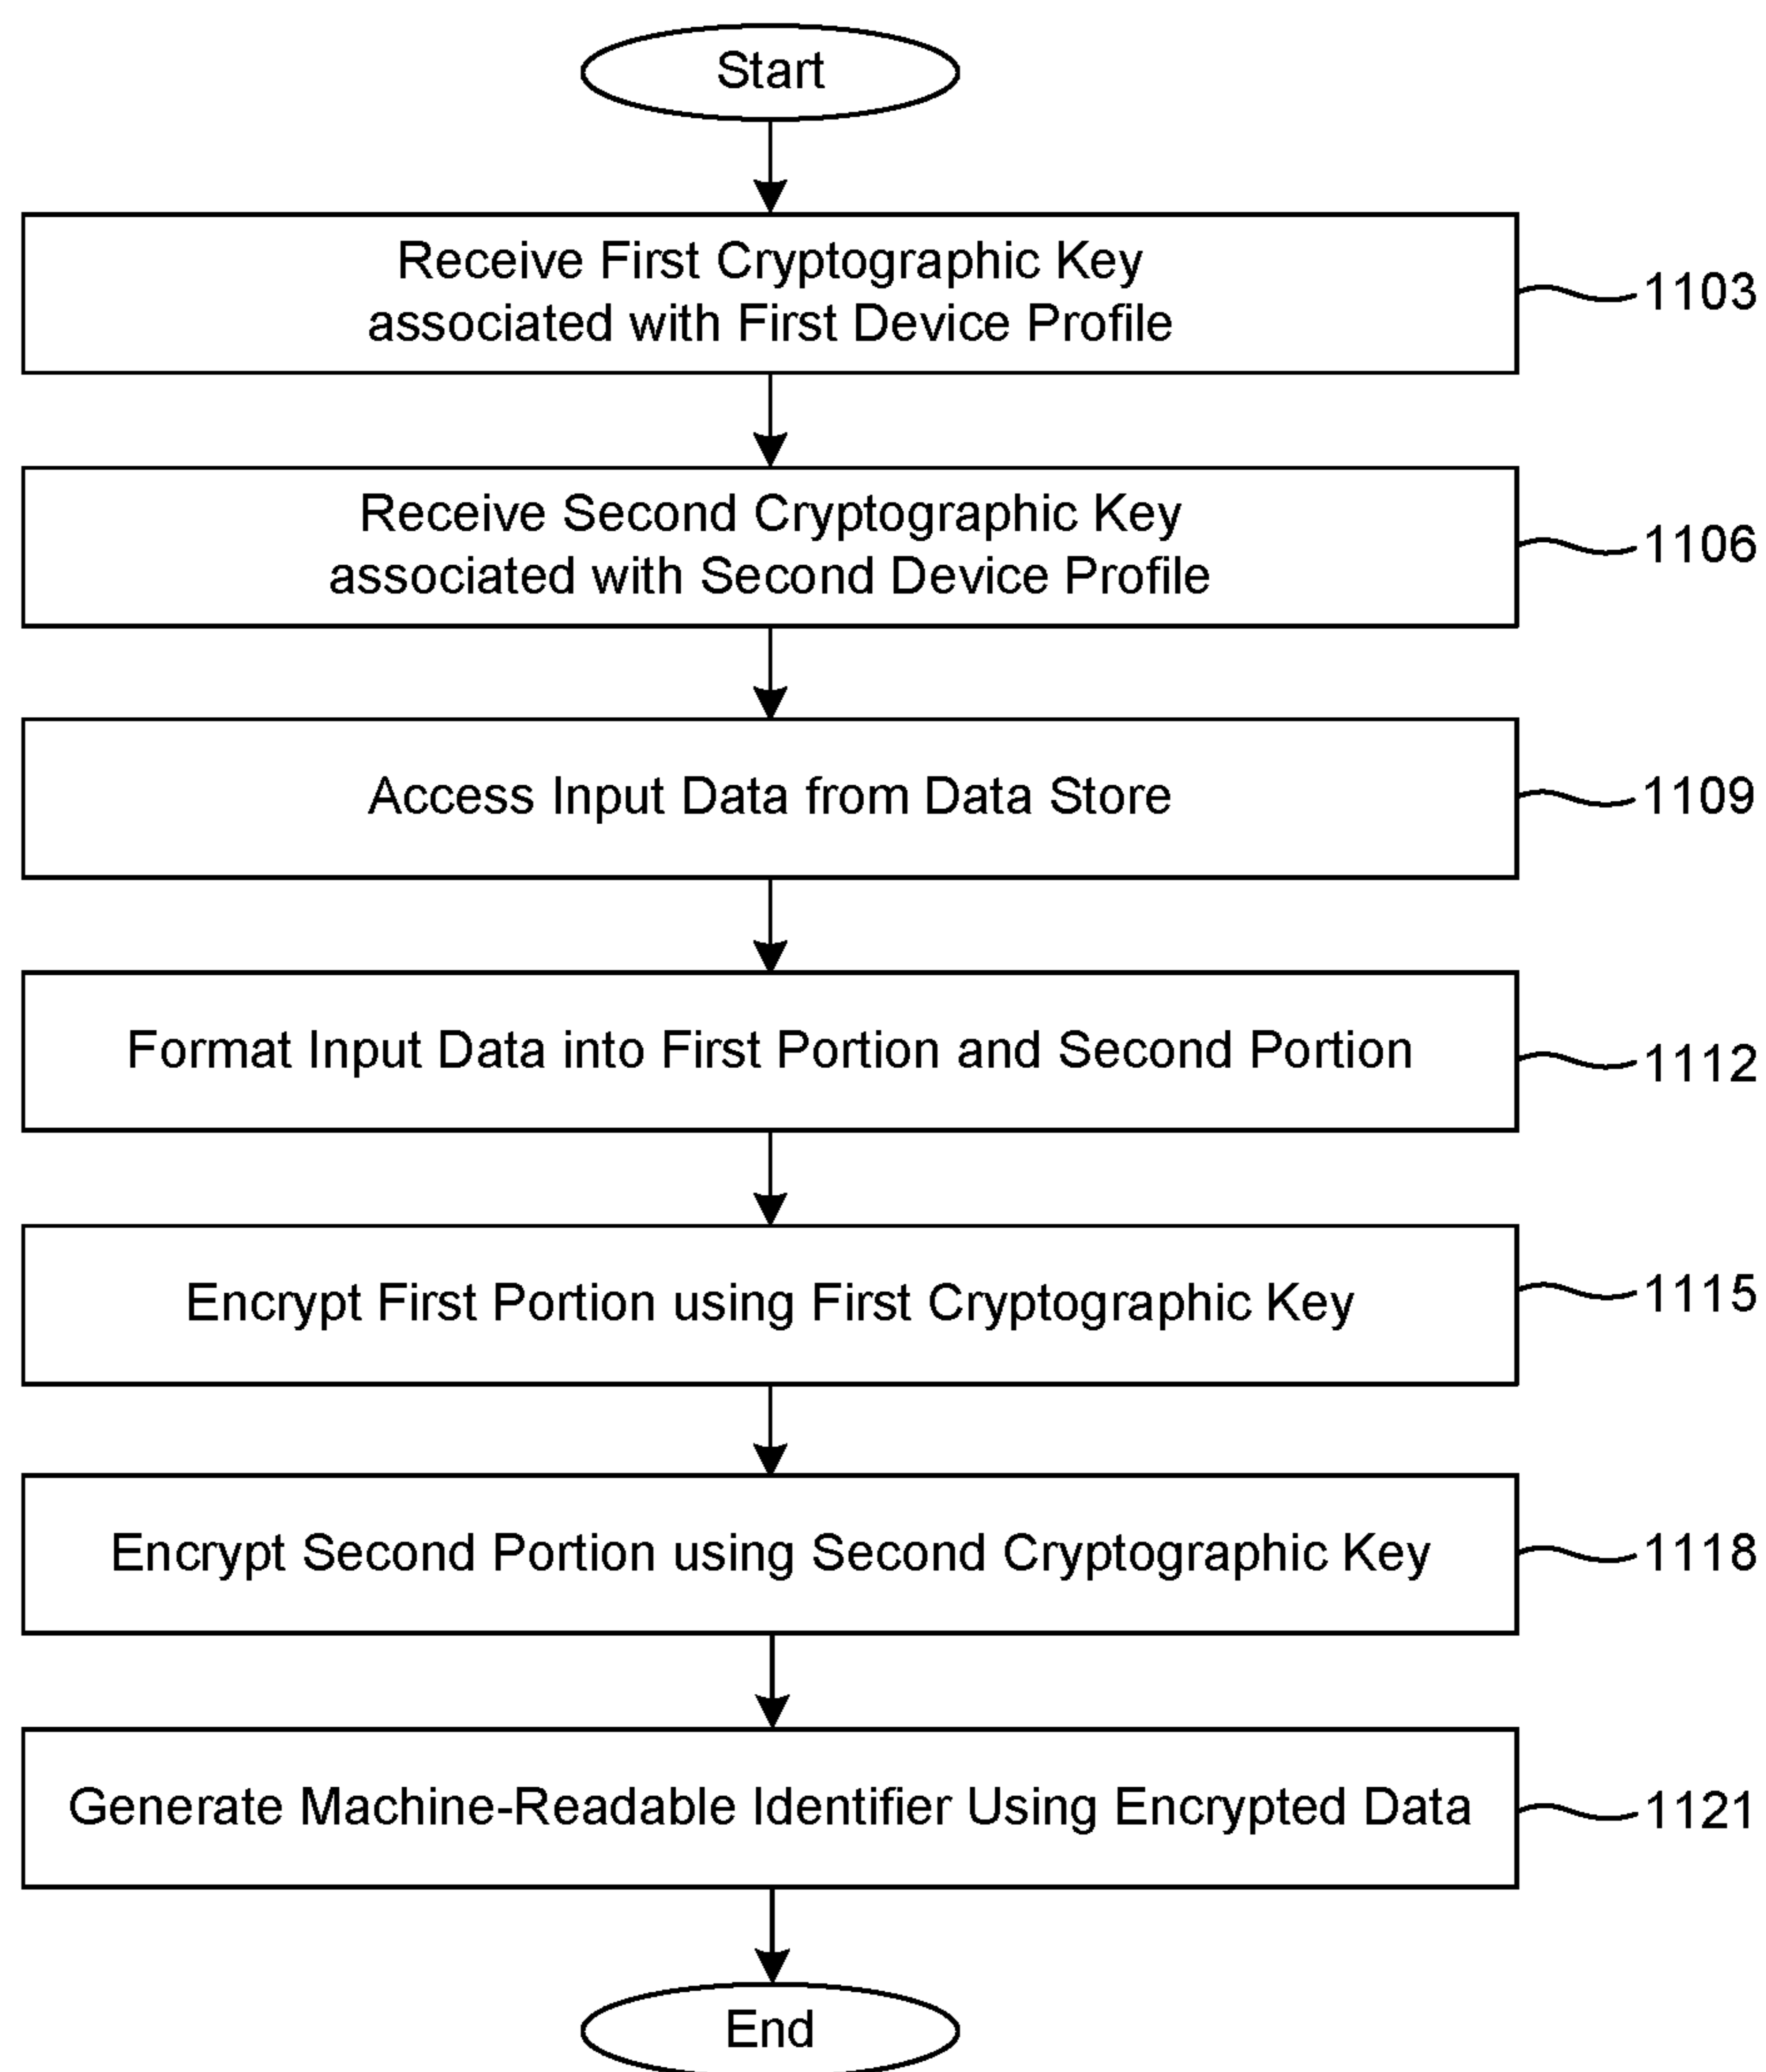 Start
Receive First Cryptographic Key
associated with First Device Profile
1103
Receive Second Cryptographic Key
associated with Second Device Profile
1106
Access Input Data from Data Store
1109
Format Input Data into First Portion and Second Portion
1112
Encrypt First Portion using First Cryptographic Key
1115
Encrypt Second Portion using Second Cryptographic Key
1118
Generate Machine-Readable Identifier Using Encrypted Data
1121
End